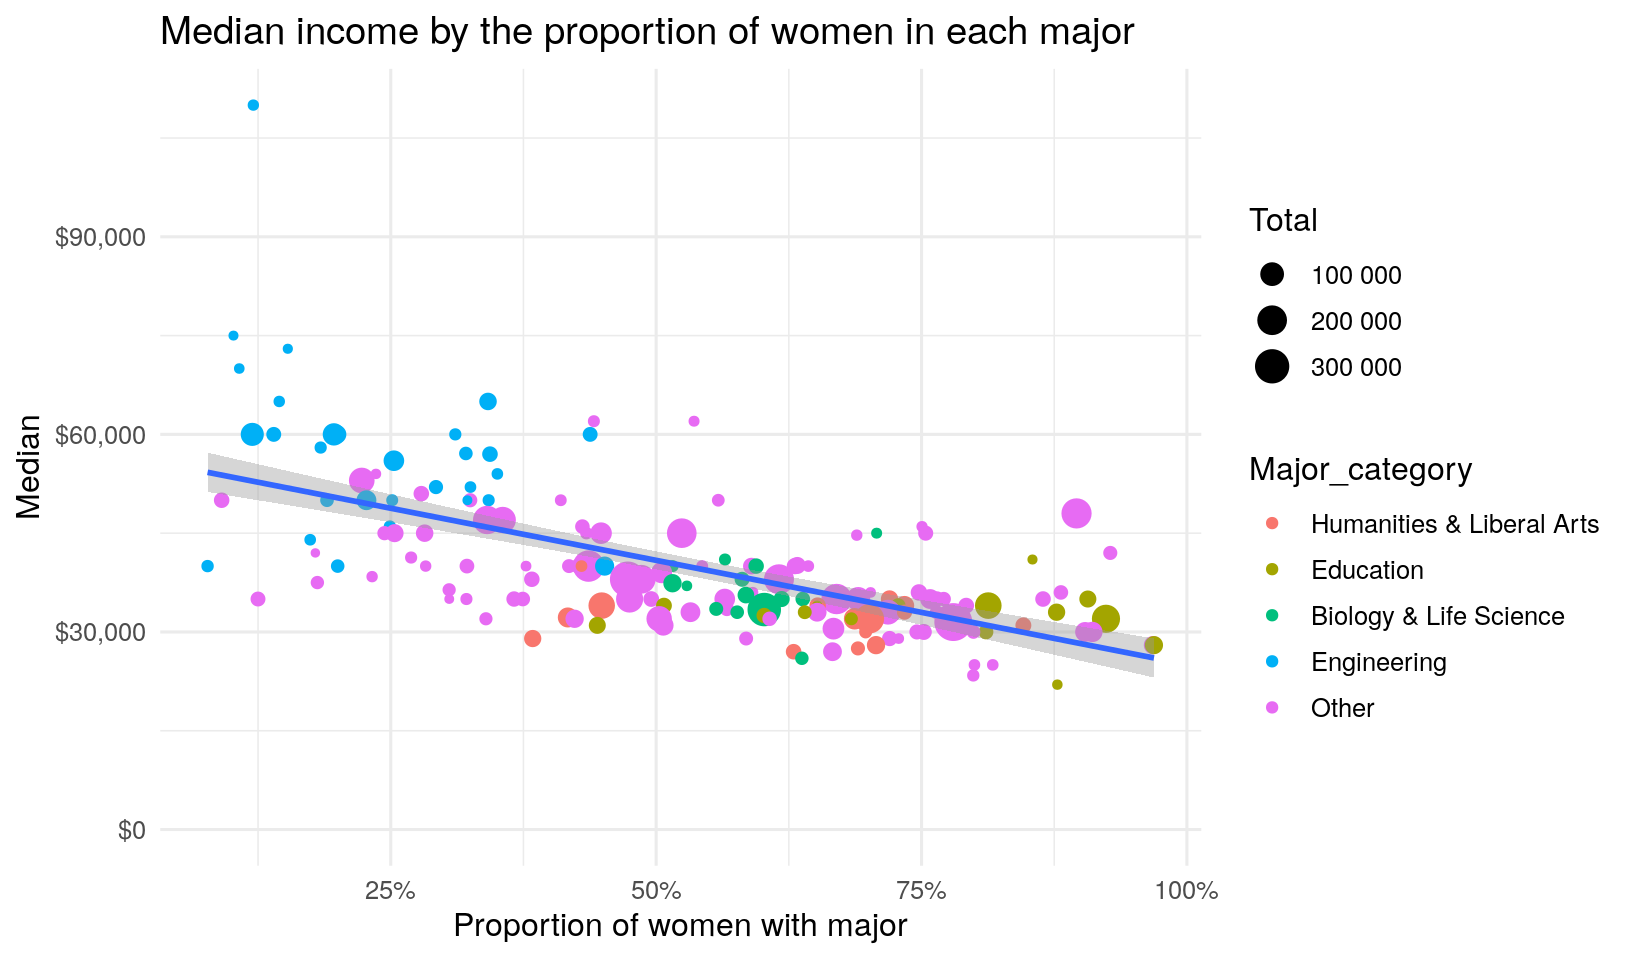 Median income by the proportion of women in each major
Median
$90,000
$60,000
$30,000
$0
25%
50%
75%
100%
Proportion of women with major
Total
100 000
200 000
300 000
Major_category
Humanities & Liberal Arts
Education
Biology & Life Science
Engineering
Other